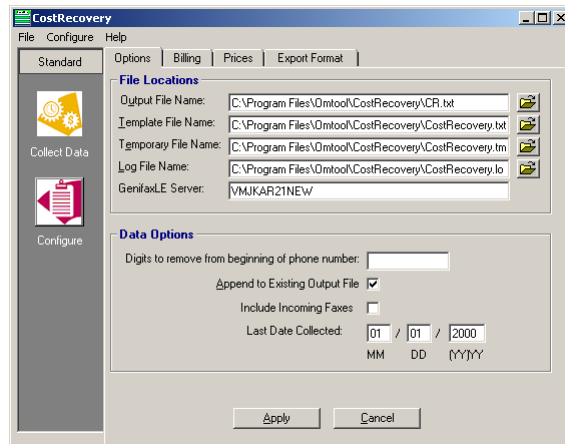 CostRecovery
File Configure Help
Standard
Options Billing Prices Export Format
File Locations
Output File Name: C:\Program Files\Omtool\CostRecovery\CR.txt
Template File Name: C:\Program Files\Omtool\CostRecovery\CostRecovery.txt
Temporary File Name: C:\Program Files\Omtool\CostRecovery\CostRecovery.tm
Log File Name: C:\Program Files\Omtool\CostRecovery\CostRecovery.lo
GenifaxLE Server: VMJKAR21NEW
Collect Data
Configure
Data Options
Digits to remove from beginning of phone number:
Append to Existing Output File
Include Incoming Faxes
Last Date Collected: 01 / 01 / 2000
MM DD (YY)YY
Apply Cancel